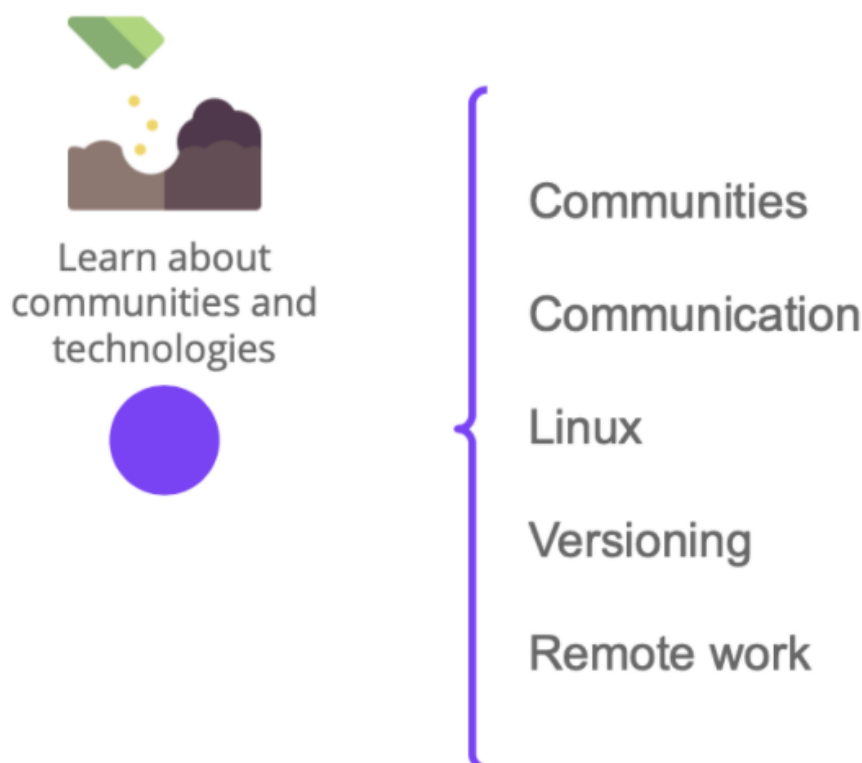 Learn about
communities and
technologies
Communities
Communication
Linux
Versioning
Remote work